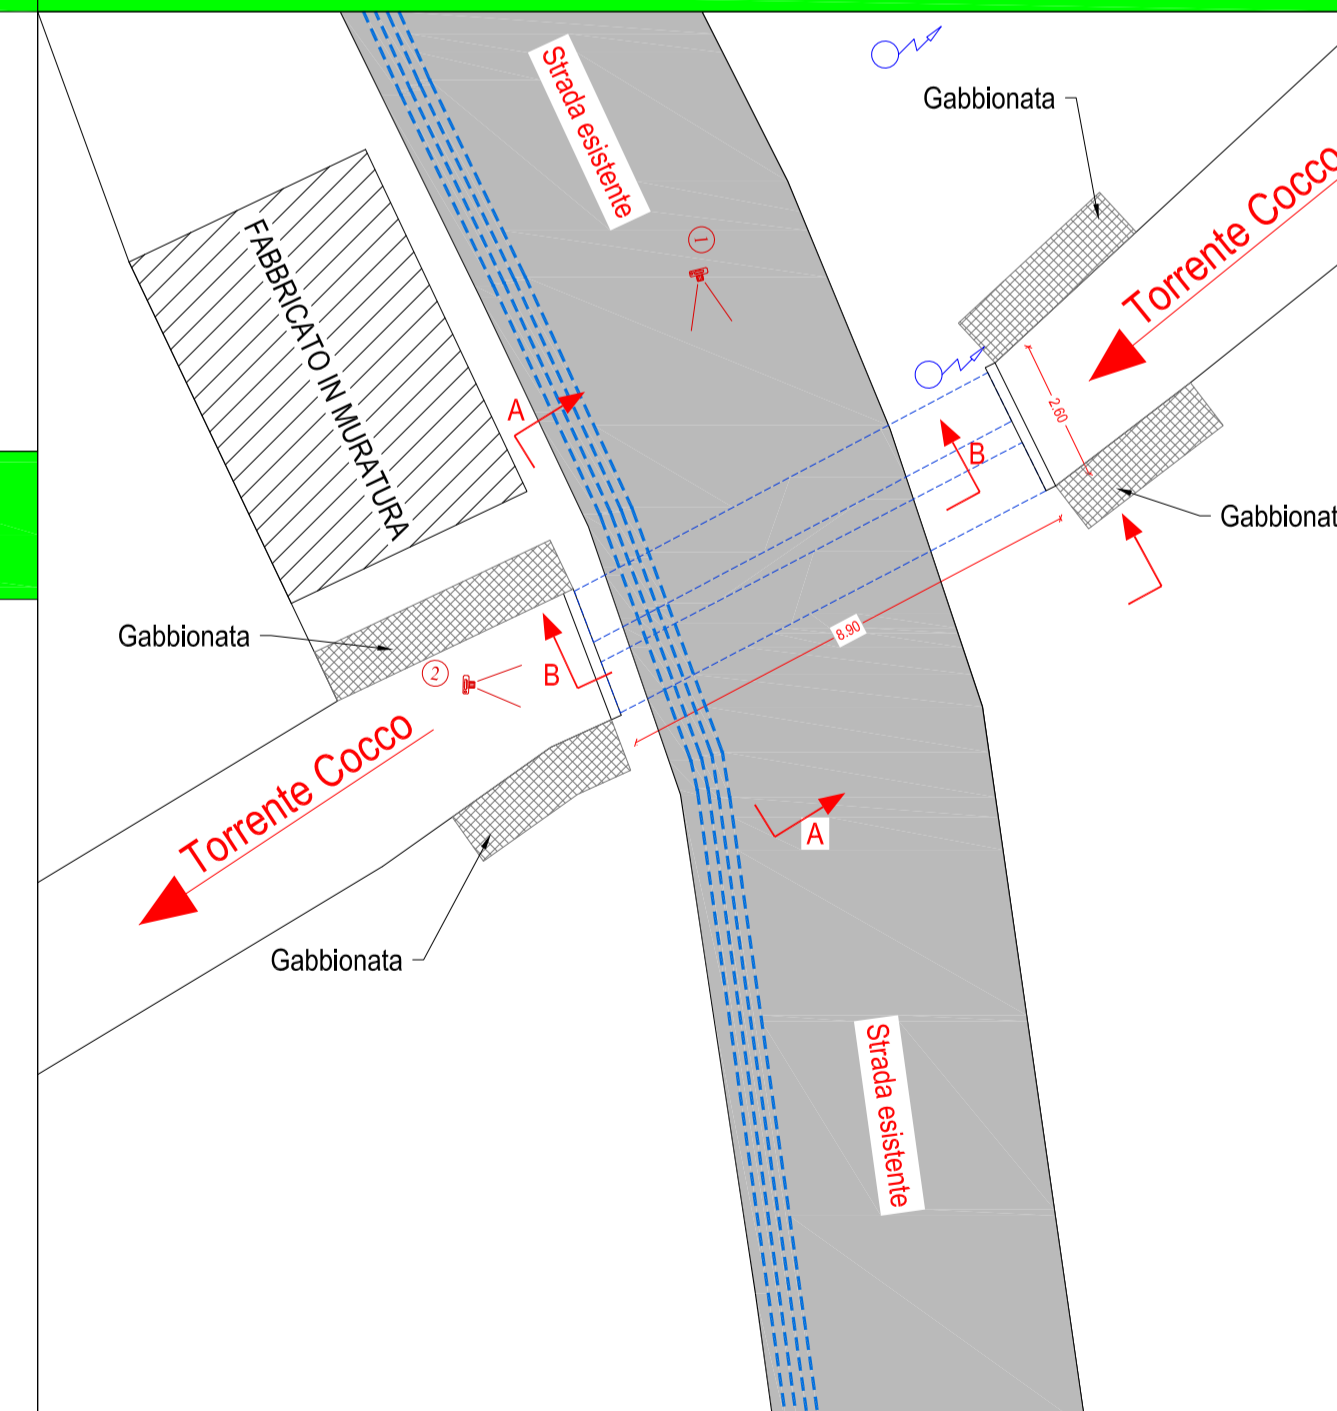 Strada esistente
Gabbionata
1
Torrente Cocco
FABBRICATO IN MURATURA
A
2.60
B
Gabbionat
8.90
Gabbionata
2
B
Torrente Cocco
A
Gabbionata
Strada esistente